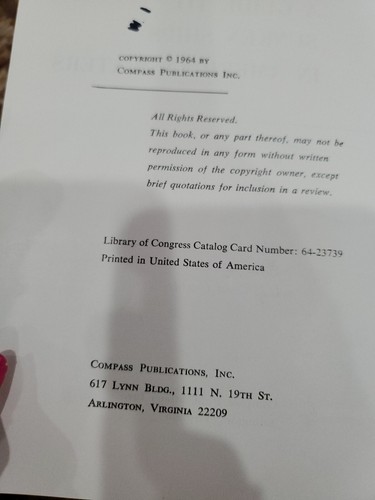 COPYRIGHT © 1964 BY
COMPASS PUBLICATIONS INC.
All Rights Reserved.
This book, or any part thereof, may not be
reproduced in any form without written
permission of the copyright owner, except
brief quotations for inclusion in a review.
Library of Congress Catalog Card Number: 64-23739
Printed in United States of America
COMPASS PUBLICATIONS, INC.
617 LYNN BLDG., 1111 N. 19TH ST.
ARLINGTON, VIRGINIA 22209